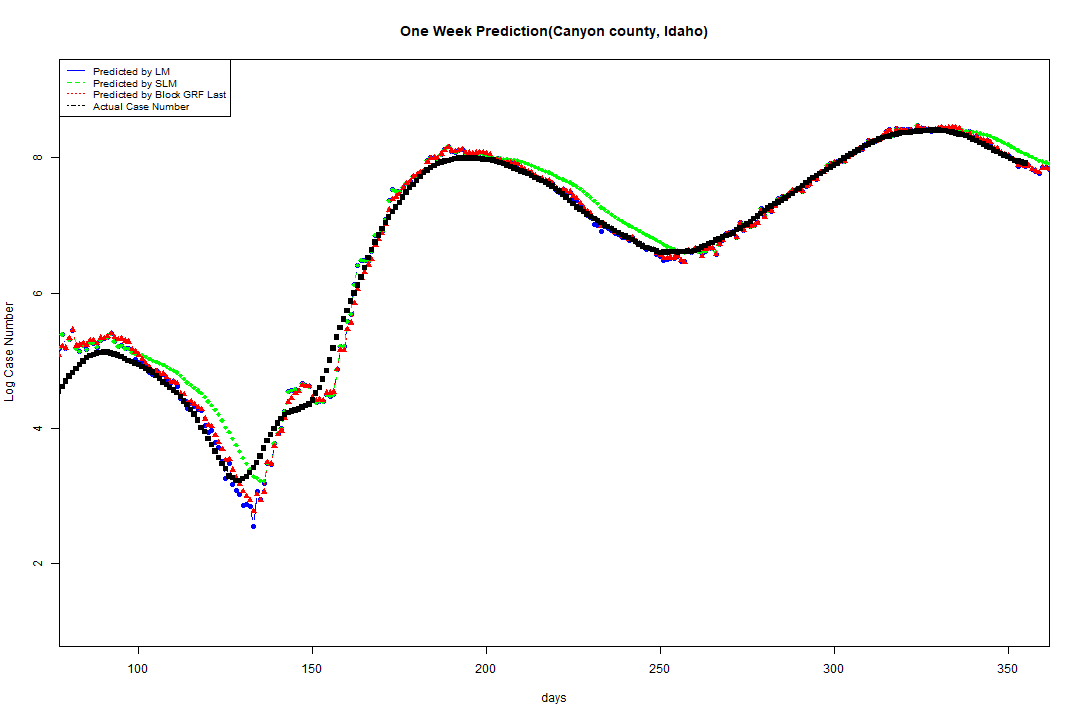 One Week Prediction(Canyon county, Idaho)
Predicted by LM
Predicted by SLM
Predicted by Block GRF Last
Actual Case Number
Log Case Number
8
6
4
2
100 150 200 250 300 350
days